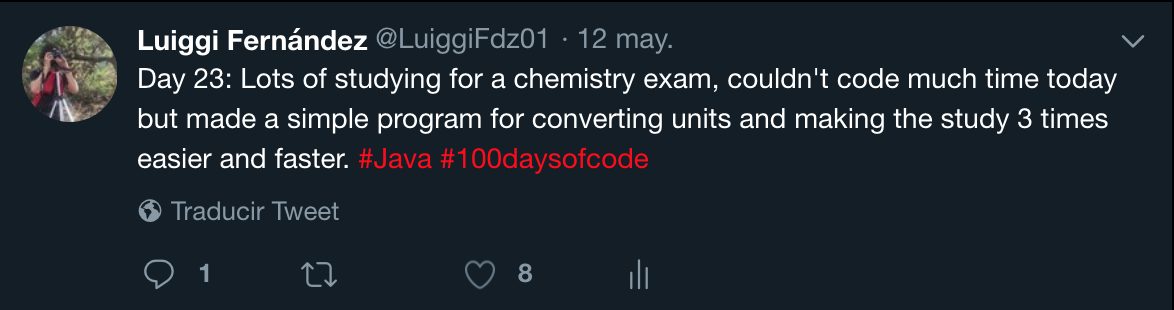 Luiggi Fernández @LuiggiFdz01 · 12 may.
Day 23: Lots of studying for a chemistry exam, couldn't code much time today
but made a simple program for converting units and making the study 3 times
easier and faster. #Java #100daysofcode
Traducir Tweet
1 8